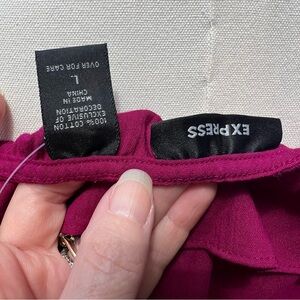 100% COTTON
EXCLUSIVE OF
DECORATION
MADE IN
CHINA
L
OVER FOR CARE
EXPRESS